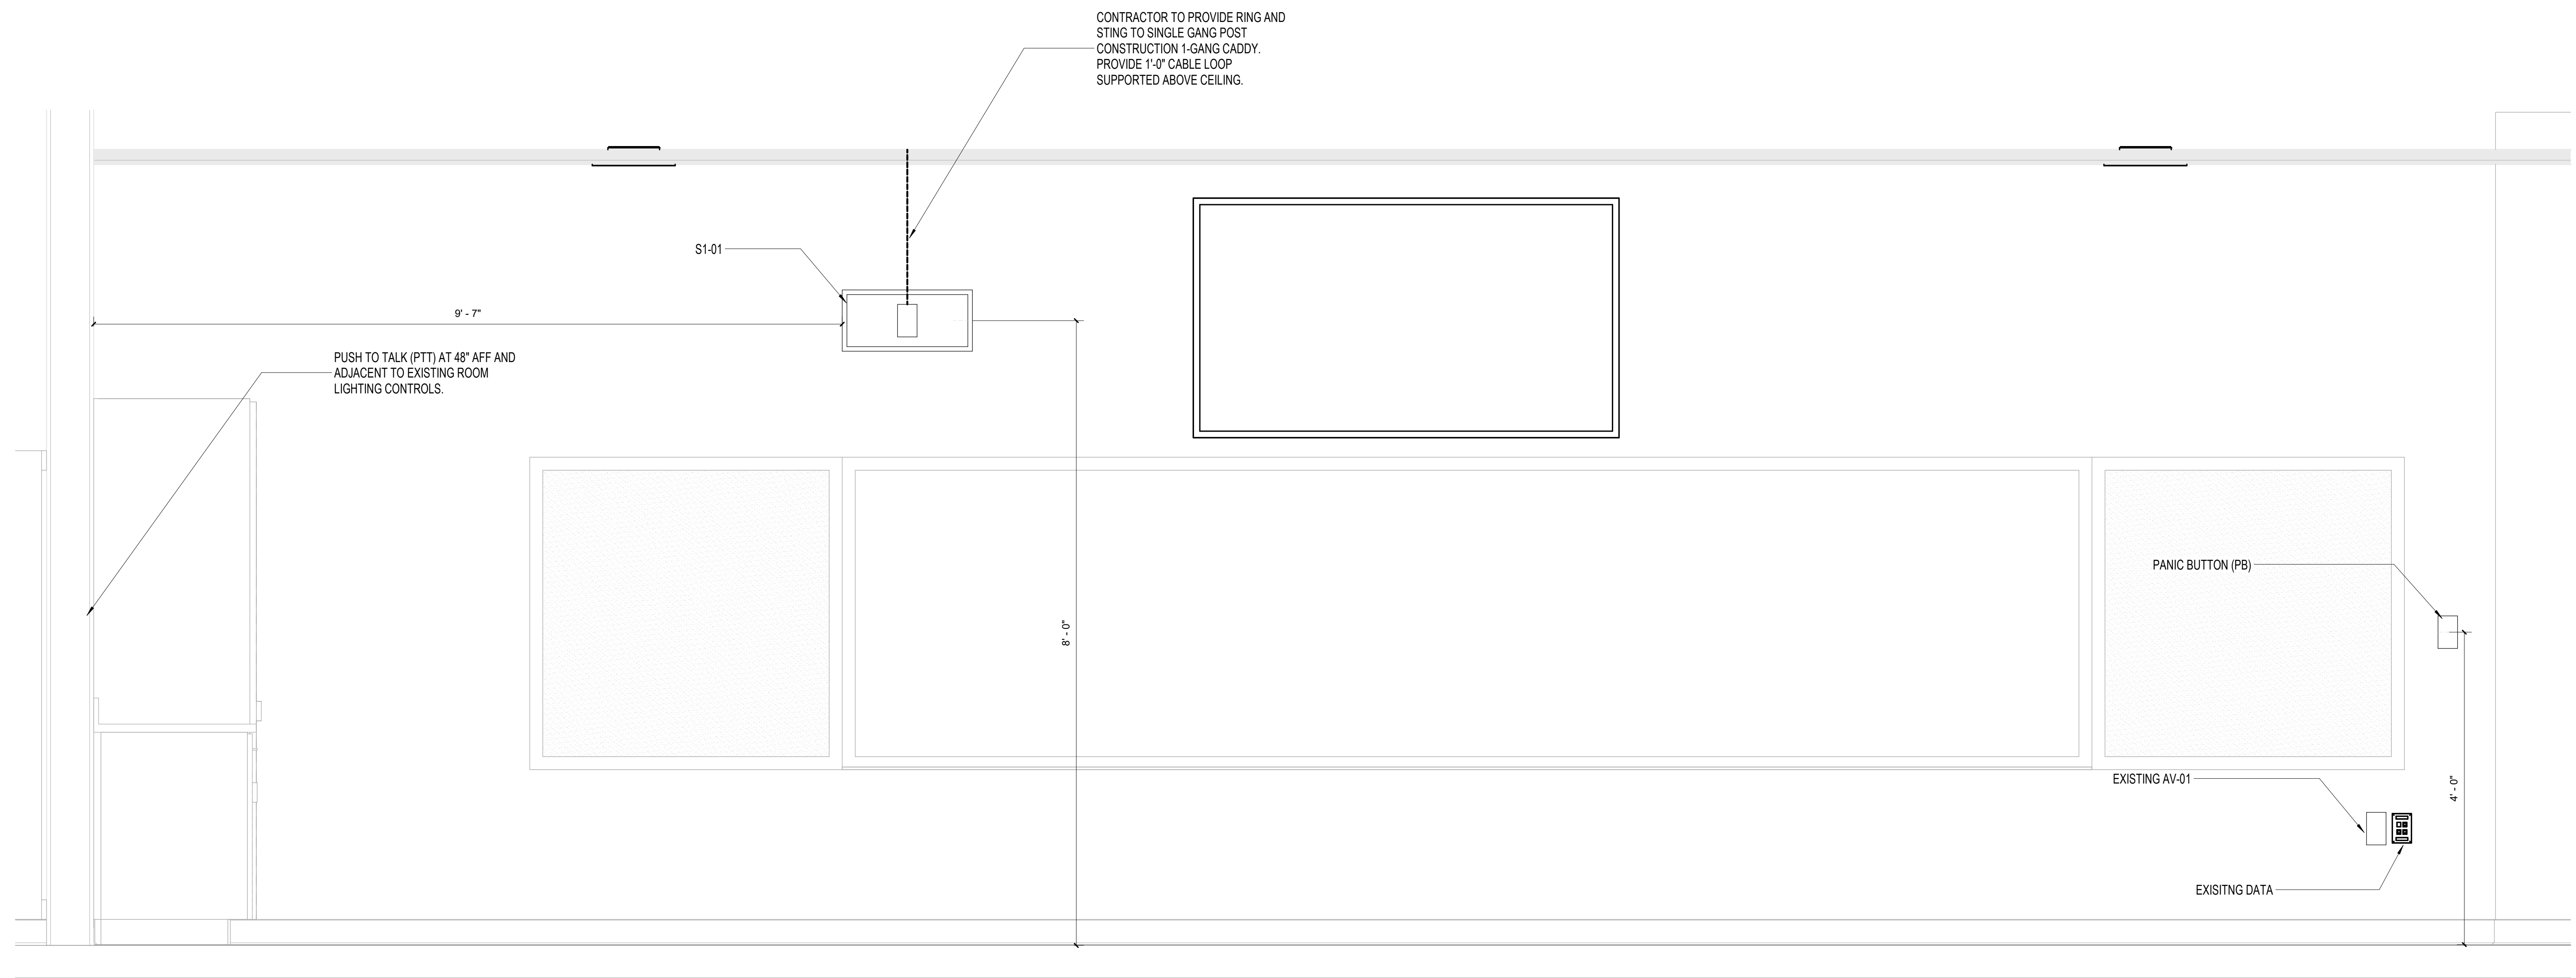 CONTRACTOR TO PROVIDE RING AND
STING TO SINGLE GANG POST
CONSTRUCTION 1-GANG CADDY.
PROVIDE 1'-0" CABLE LOOP
SUPPORTED ABOVE CEILING.
S1-01
9' - 7"
PUSH TO TALK (PTT) AT 48" AFF AND
ADJACENT TO EXISTING ROOM
LIGHTING CONTROLS.
8' - 0"
PANIC BUTTON (PB)
4' - 0"
EXISTING AV-01
EXISITNG DATA